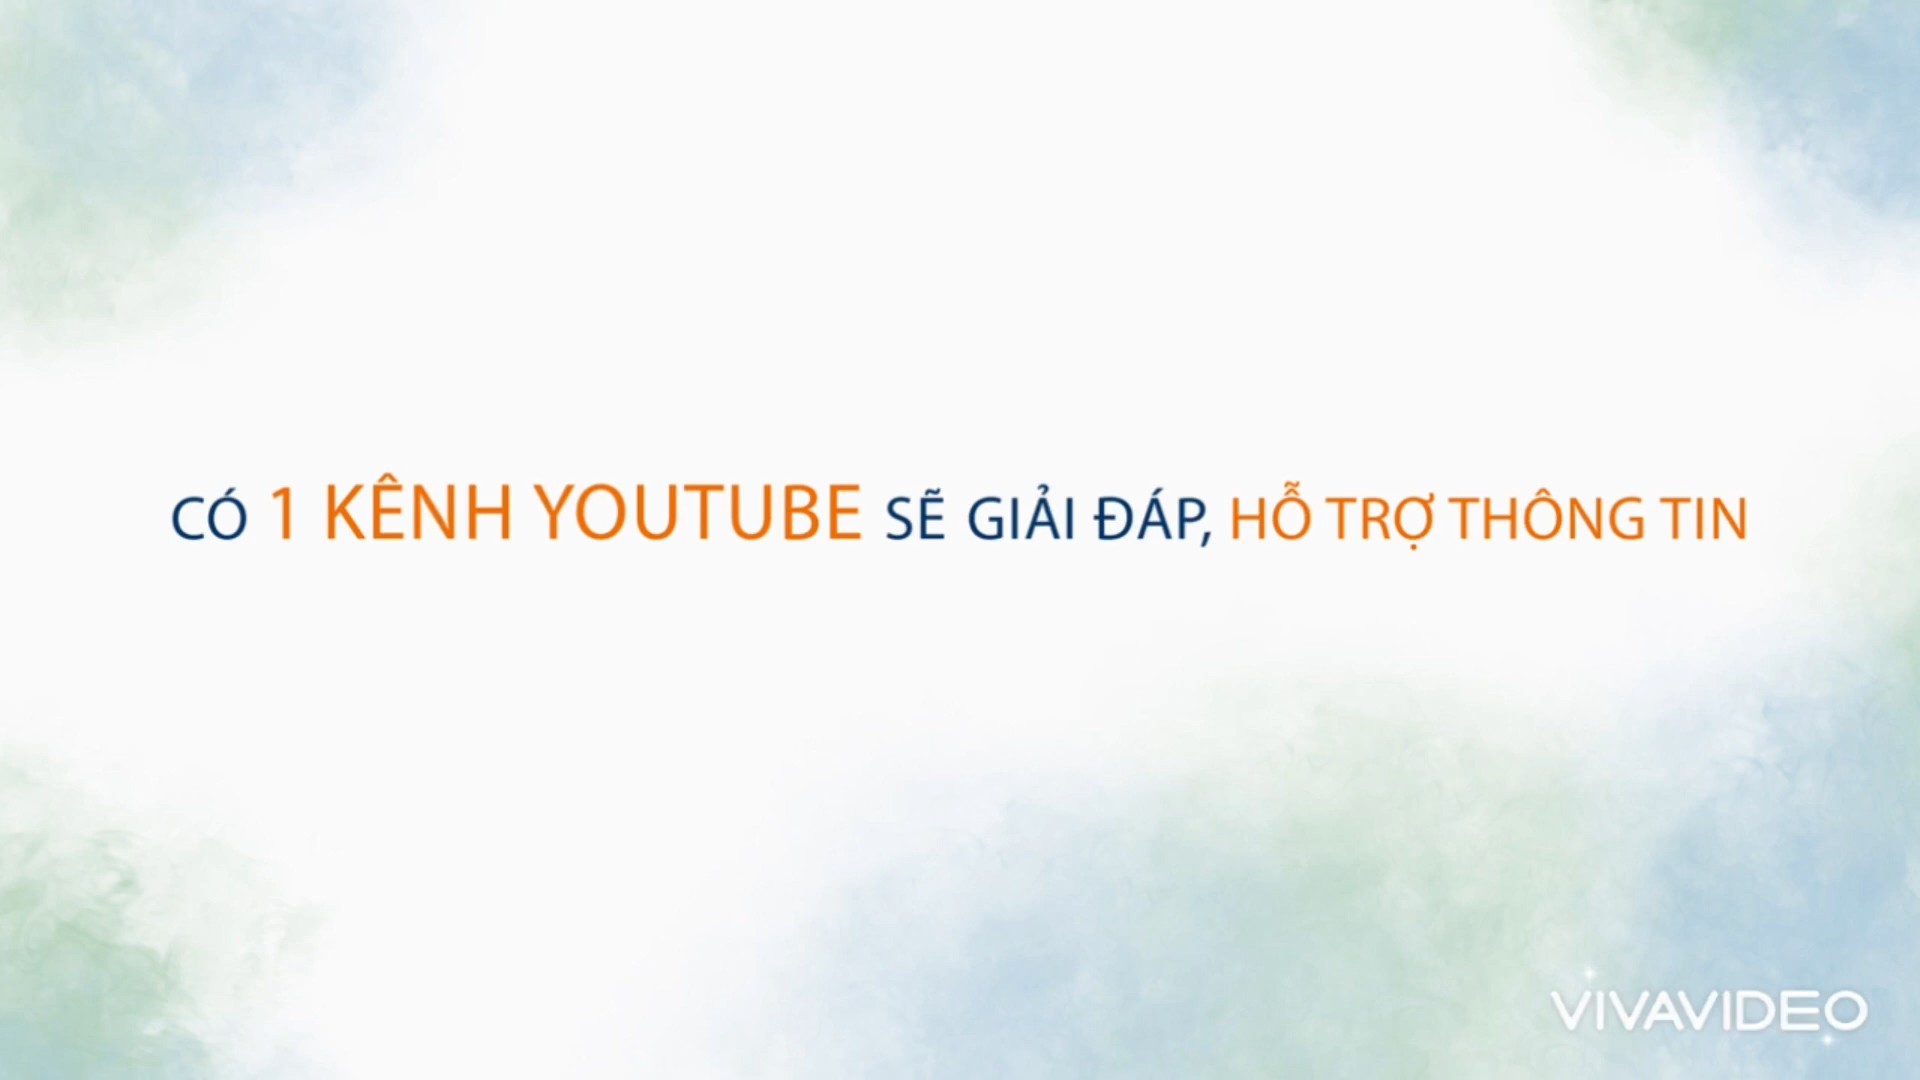 CÓ 1 KÊNH YOUTUBE SẼ GIẢI ĐÁP, HỖ TRỢ THÔNG TIN
VIVAVIDEO